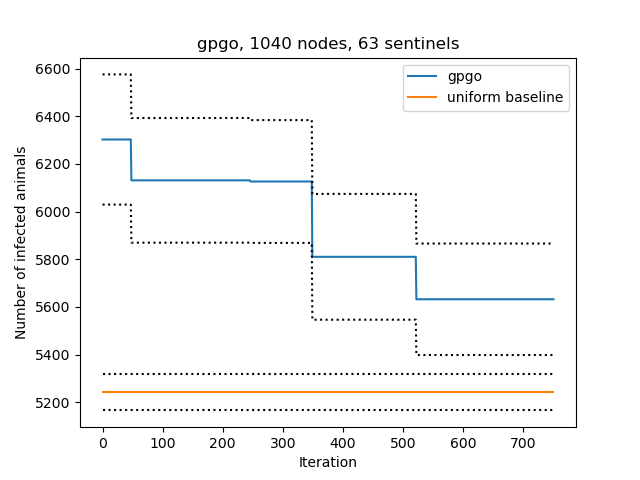 gpgo, 1040 nodes, 63 sentinels
gpgo
uniform baseline
Number of infected animals
6600
6400
6200
6000
5800
5600
5400
5200
0 100 200 300 400 500 600 700
Iteration